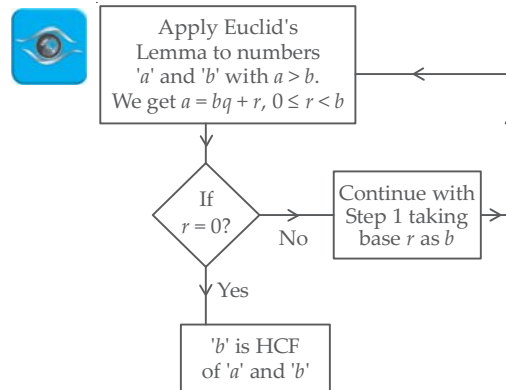 Apply Euclid's
Lemma to numbers
'a' and 'b' with a > b.
We get a = bq + r, 0 ≤ r < b
If
r = 0?
No
Continue with
Step 1 taking
base r as b
Yes
'b' is HCF
of 'a' and 'b'